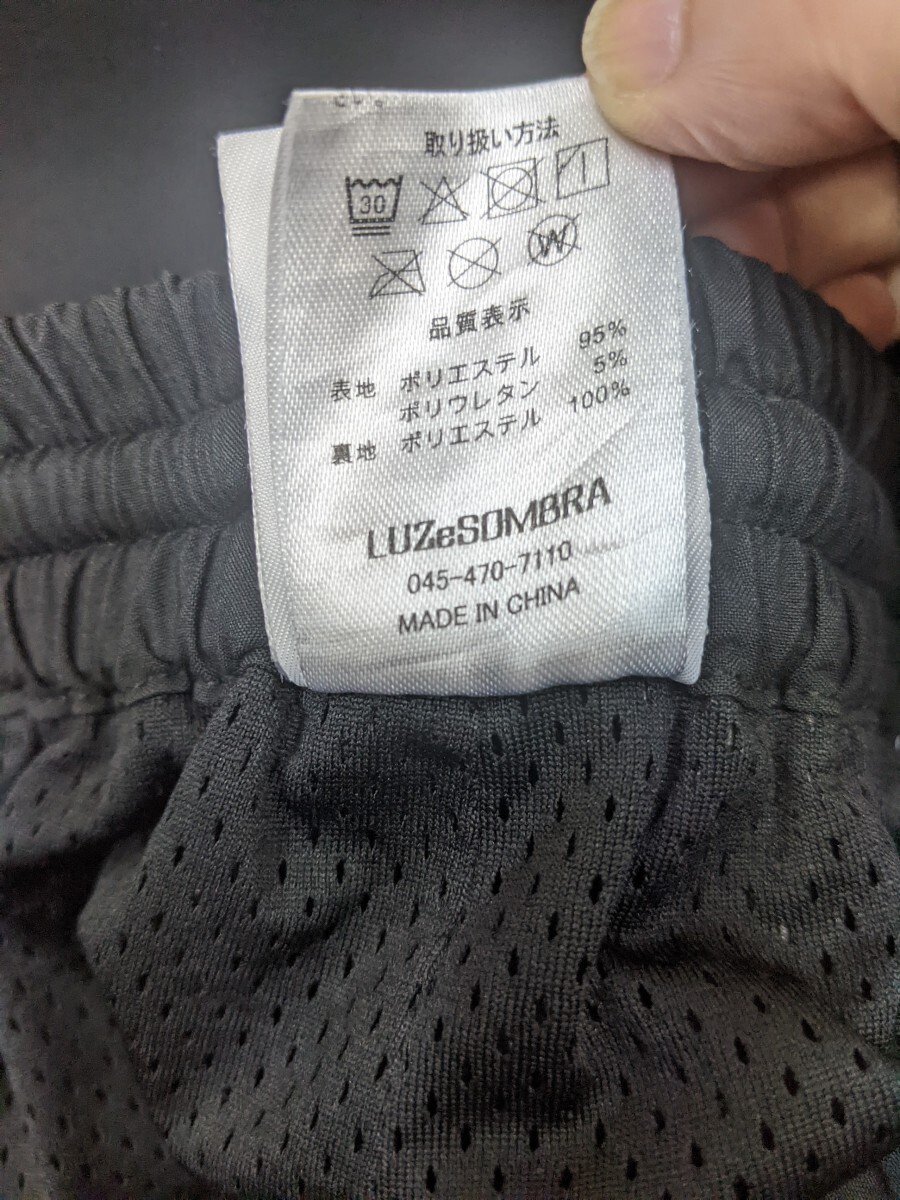 取り扱い方法
30
W
品質表示
表地 ポリエステル 95%
ポリウレタン 5%
裏地 ポリエステル 100%
LUZeSOMBRA
045-470-7110
MADE IN CHINA